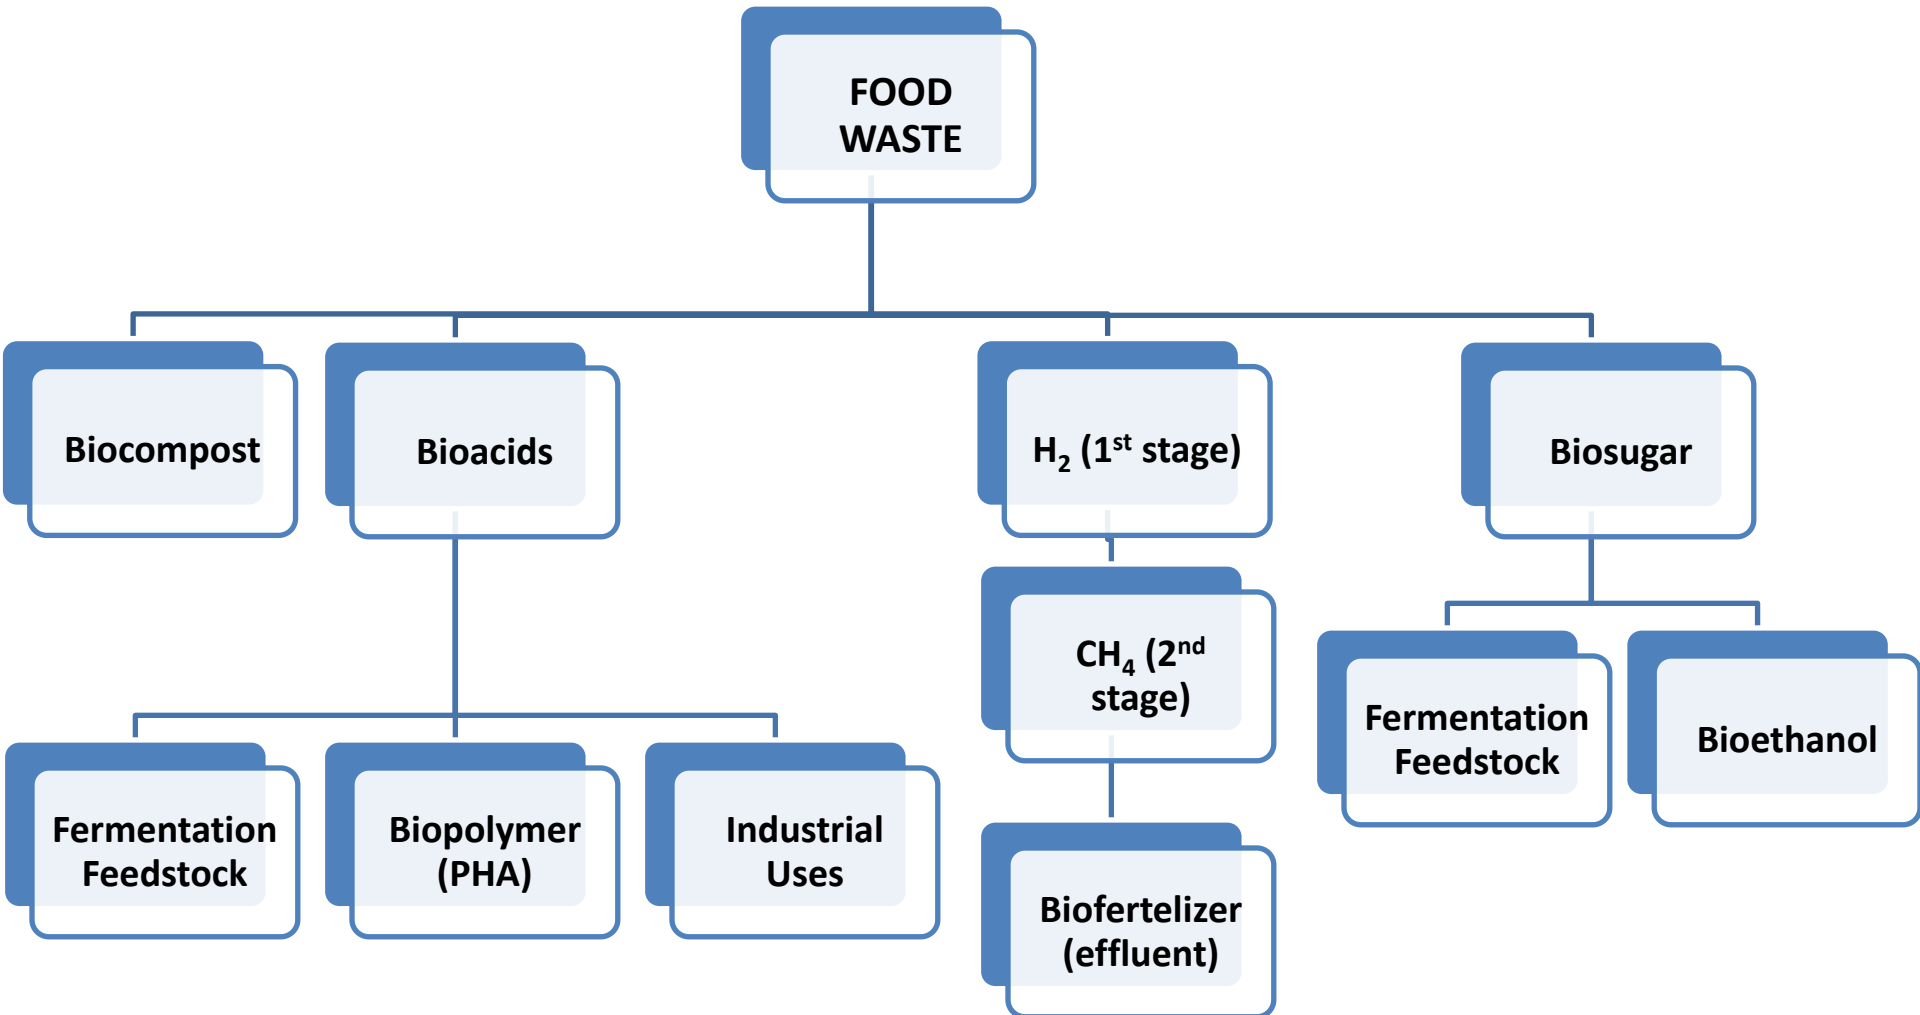 FOOD
WASTE
Biocompost
Bioacids
H₂ (1ˢᵗ stage)
Biosugar
CH₄ (2ⁿᵈ
stage)
Fermentation
Feedstock
Bioethanol
Fermentation
Feedstock
Biopolymer
(PHA)
Industrial
Uses
Biofertelizer
(effluent)